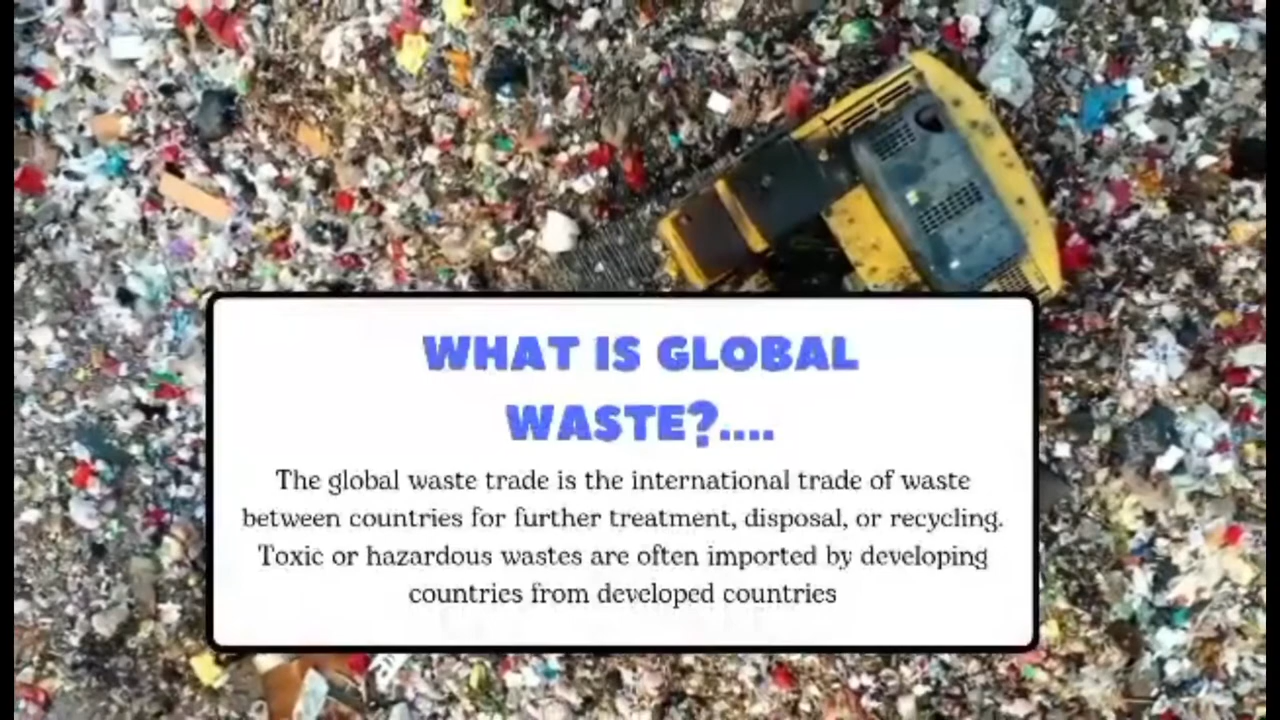 WHAT IS GLOBAL
WASTE?....
The global waste trade is the international trade of waste
between countries for further treatment, disposal, or recycling.
Toxic or hazardous wastes are often imported by developing
countries from developed countries